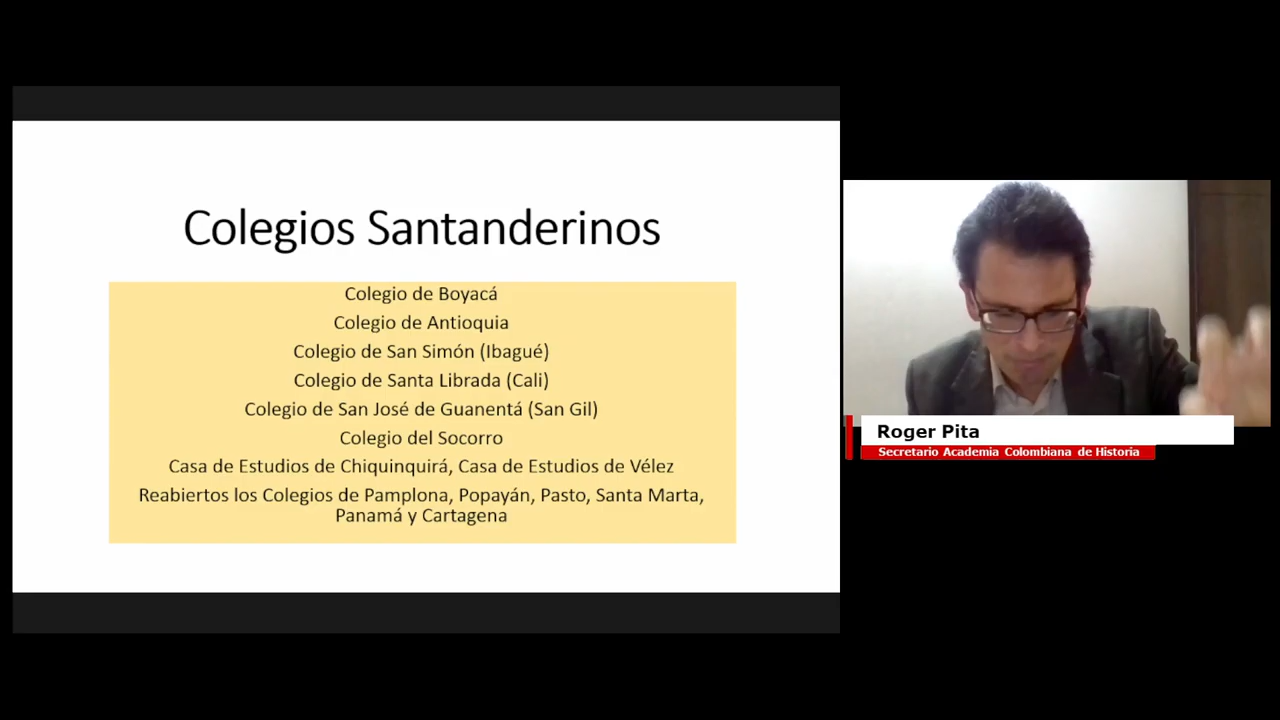 Colegios Santanderinos
Colegio de Boyacá
Colegio de Antioquia
Colegio de San Simón (Ibagué)
Colegio de Santa Librada (Cali)
Colegio de San José de Guanentá (San Gil)
Colegio del Socorro
Casa de Estudios de Chiquinquirá, Casa de Estudios de Vélez
Reabiertos los Colegios de Pamplona, Popayán, Pasto, Santa Marta,
Panamá y Cartagena
Roger Pita
Secretario Academia Colombiana de Historia